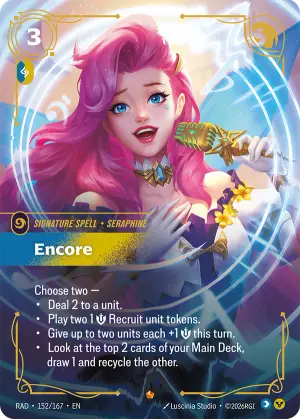 3
SIGNATURE SPELL • SERAPHINE
Encore
Choose two —
• Deal 2 to a unit.
• Play two 1 Recruit unit tokens.
• Give up to two units each +1 this turn.
• Look at the top 2 cards of your Main Deck,
draw 1 and recycle the other.
RAD • 152/167 • EN
Luscinia Studio
©2026RGI